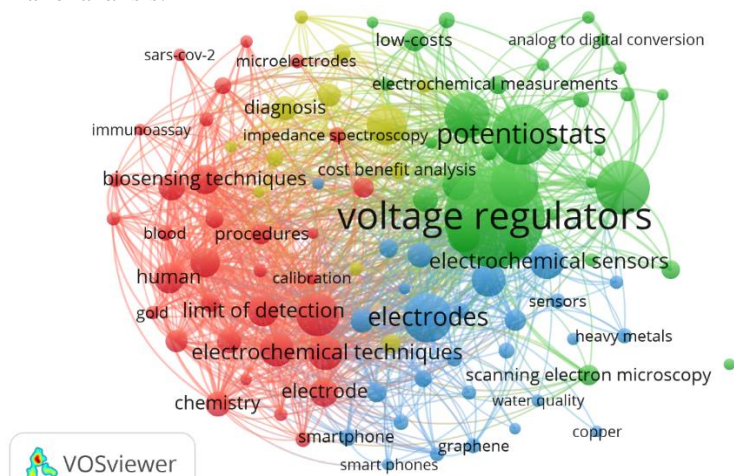 low-costs
analog to digital conversion
sars-cov-2
microelectrodes
electrochemical measurements
diagnosis
immunoassay
impedance spectroscopy
potentiostats
cost benefit analysis
biosensing techniques
voltage regulators
blood
procedures
electrochemical sensors
human
calibration
sensors
gold
limit of detection
electrodes
heavy metals
electrochemical techniques
scanning electron microscopy
electrode
chemistry
water quality
smartphone
graphene
copper
smart phones
VOSviewer